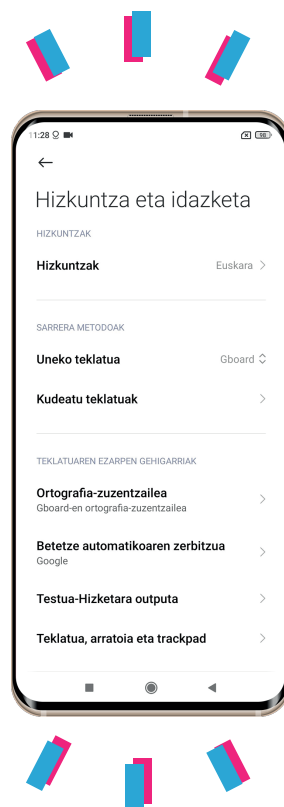 11:28
98
Hizkuntza eta idazketa
HIZKUNTZAK
Hizkuntzak Euskara
SARRERA METODOAK
Uneko teklatua Gboard
Kudeatu teklatuak
TEKLATUAREN EZARPEN GEHIGARRIAK
Ortografia-zuzentzailea
Gboard-en ortografia-zuzentzailea
Betetze automatikoaren zerbitzua
Google
Testua-Hizketara outputa
Teklatua, arratoia eta trackpad